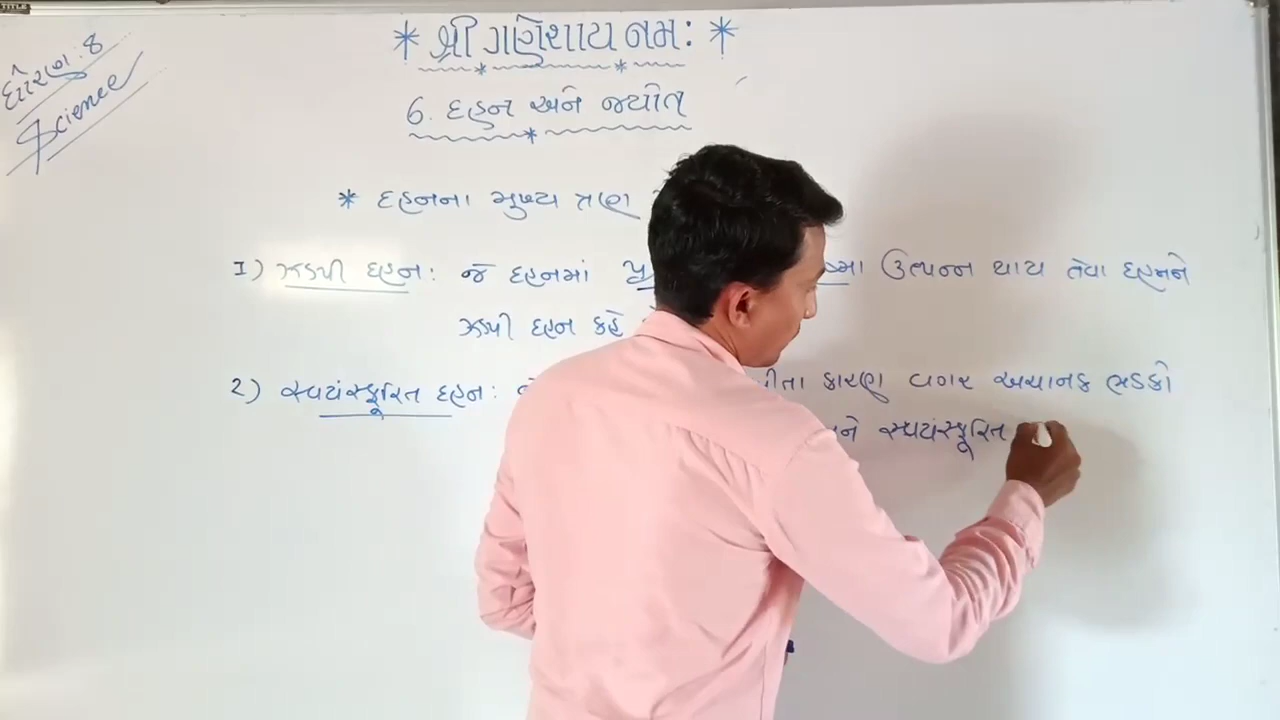 TITLE
ધોરણ : 8
Science
* શ્રી ગણેશાય નમઃ *
6. દહન અને જ્યોત
* દહનના મુખ્ય ત્રણ
1) ઝડપી દહન : જે દહનમાં ઉત્પન્ન થાય તેવા દહનને
ઝડપી દહન કહે
2) સ્વયંસ્ફૂરિત દહન : કારણ વગર અચાનક ભડકો
સ્વયંસ્ફૂરિત